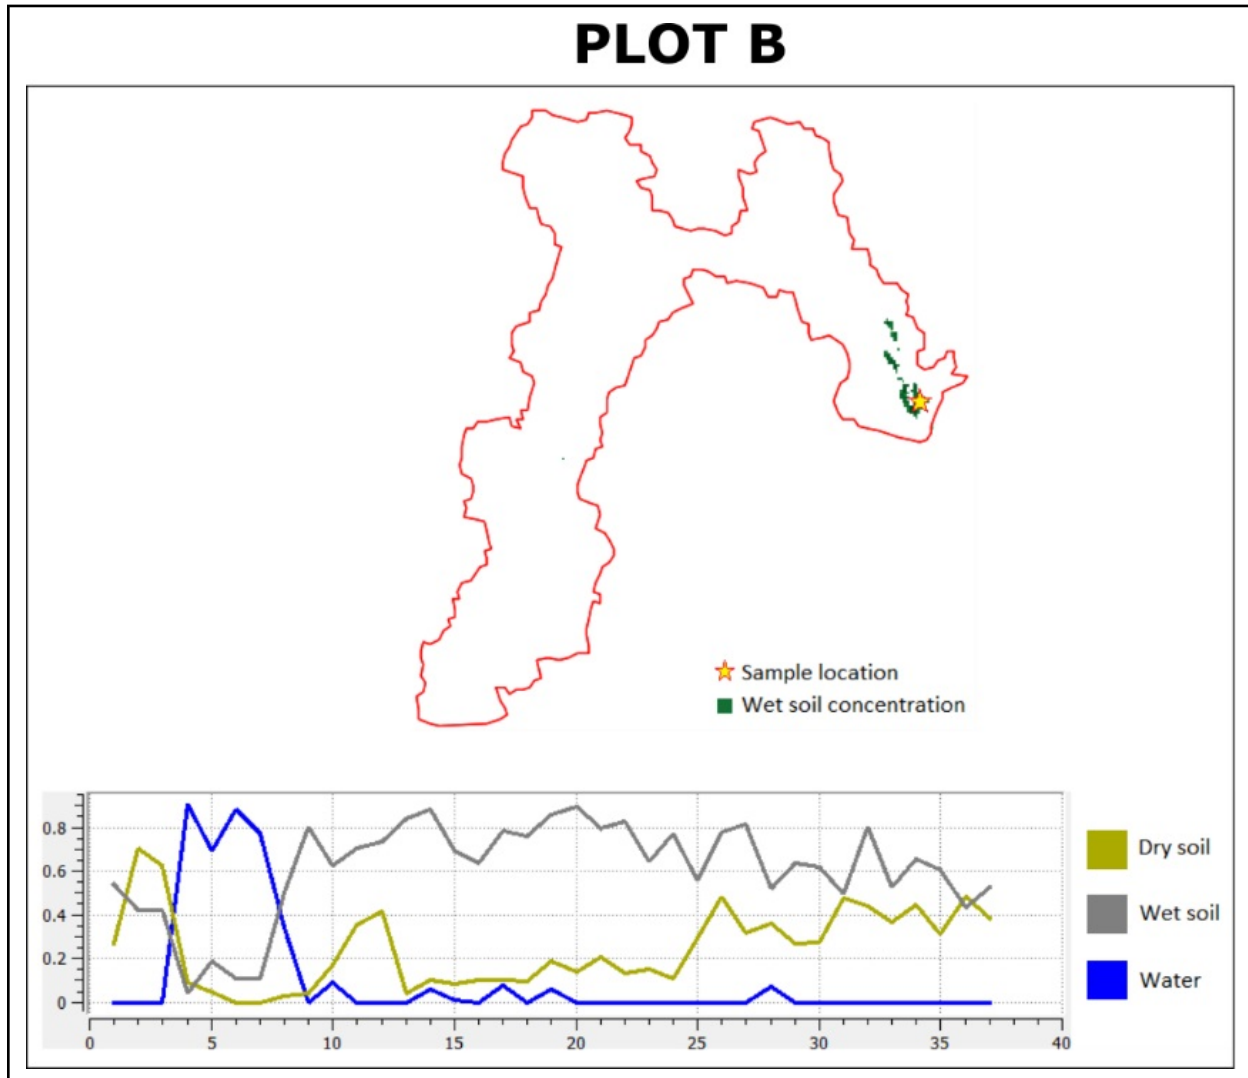 PLOT B
Sample location
Wet soil concentration
0.8
0.6
0.4
0.2
0
0 5 10 15 20 25 30 35 40
Dry soil
Wet soil
Water